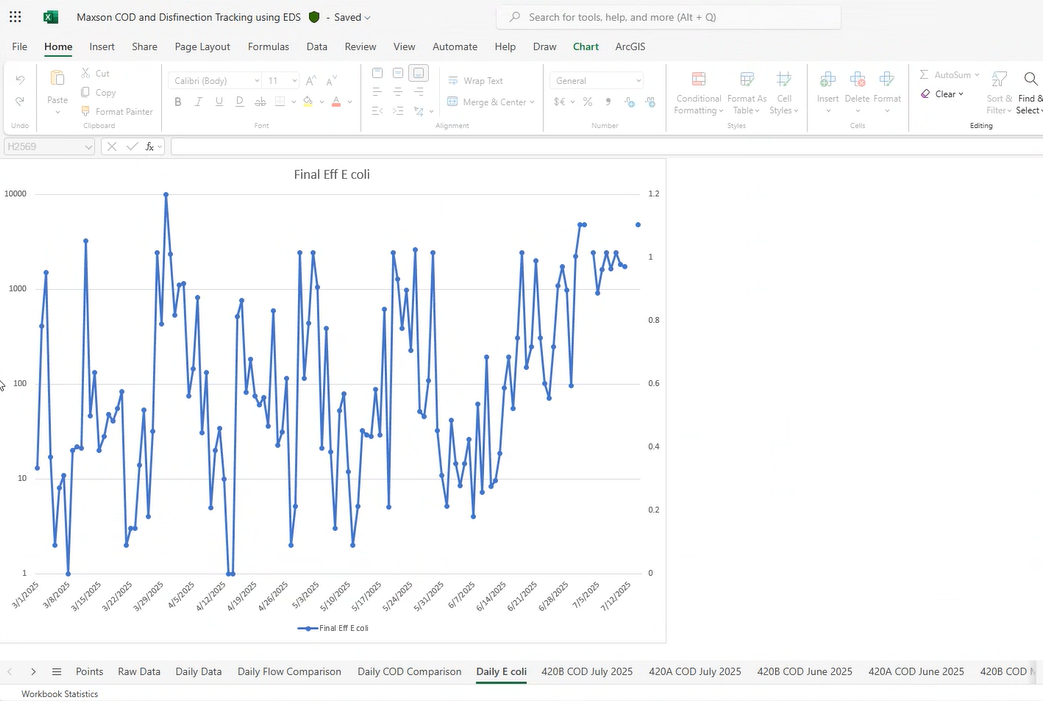 Maxson COD and Disfinection Tracking using EDS - Saved
Search for tools, help, and more (Alt + Q)
File Home Insert Share Page Layout Formulas Data Review View Automate Help Draw Chart ArcGIS
Paste
Cut
Copy
Format Painter
Calibri (Body) 11
B I U D ab
Wrap Text
Merge & Center
General
$€ %
Conditional Formatting
Format As Table
Cell Styles
Insert Delete Format
AutoSum
Clear
Sort & Filter
Find & Select
Undo Clipboard Font Alignment Number Styles Cells Editing
H2569
fx
Final Eff E coli
10000
1000
100
10
1
1.2
1
0.8
0.6
0.4
0.2
0
3/1/2025 3/8/2025 3/15/2025 3/22/2025 3/29/2025 4/5/2025 4/12/2025 4/19/2025 4/26/2025 5/3/2025 5/10/2025 5/17/2025 5/24/2025 5/31/2025 6/7/2025 6/14/2025 6/21/2025 6/28/2025 7/5/2025 7/12/2025
Final Eff E coli
Points Raw Data Daily Data Daily Flow Comparison Daily COD Comparison Daily E coli 420B COD July 2025 420A COD July 2025 420B COD June 2025 420A COD June 2025 420B COD
Workbook Statistics